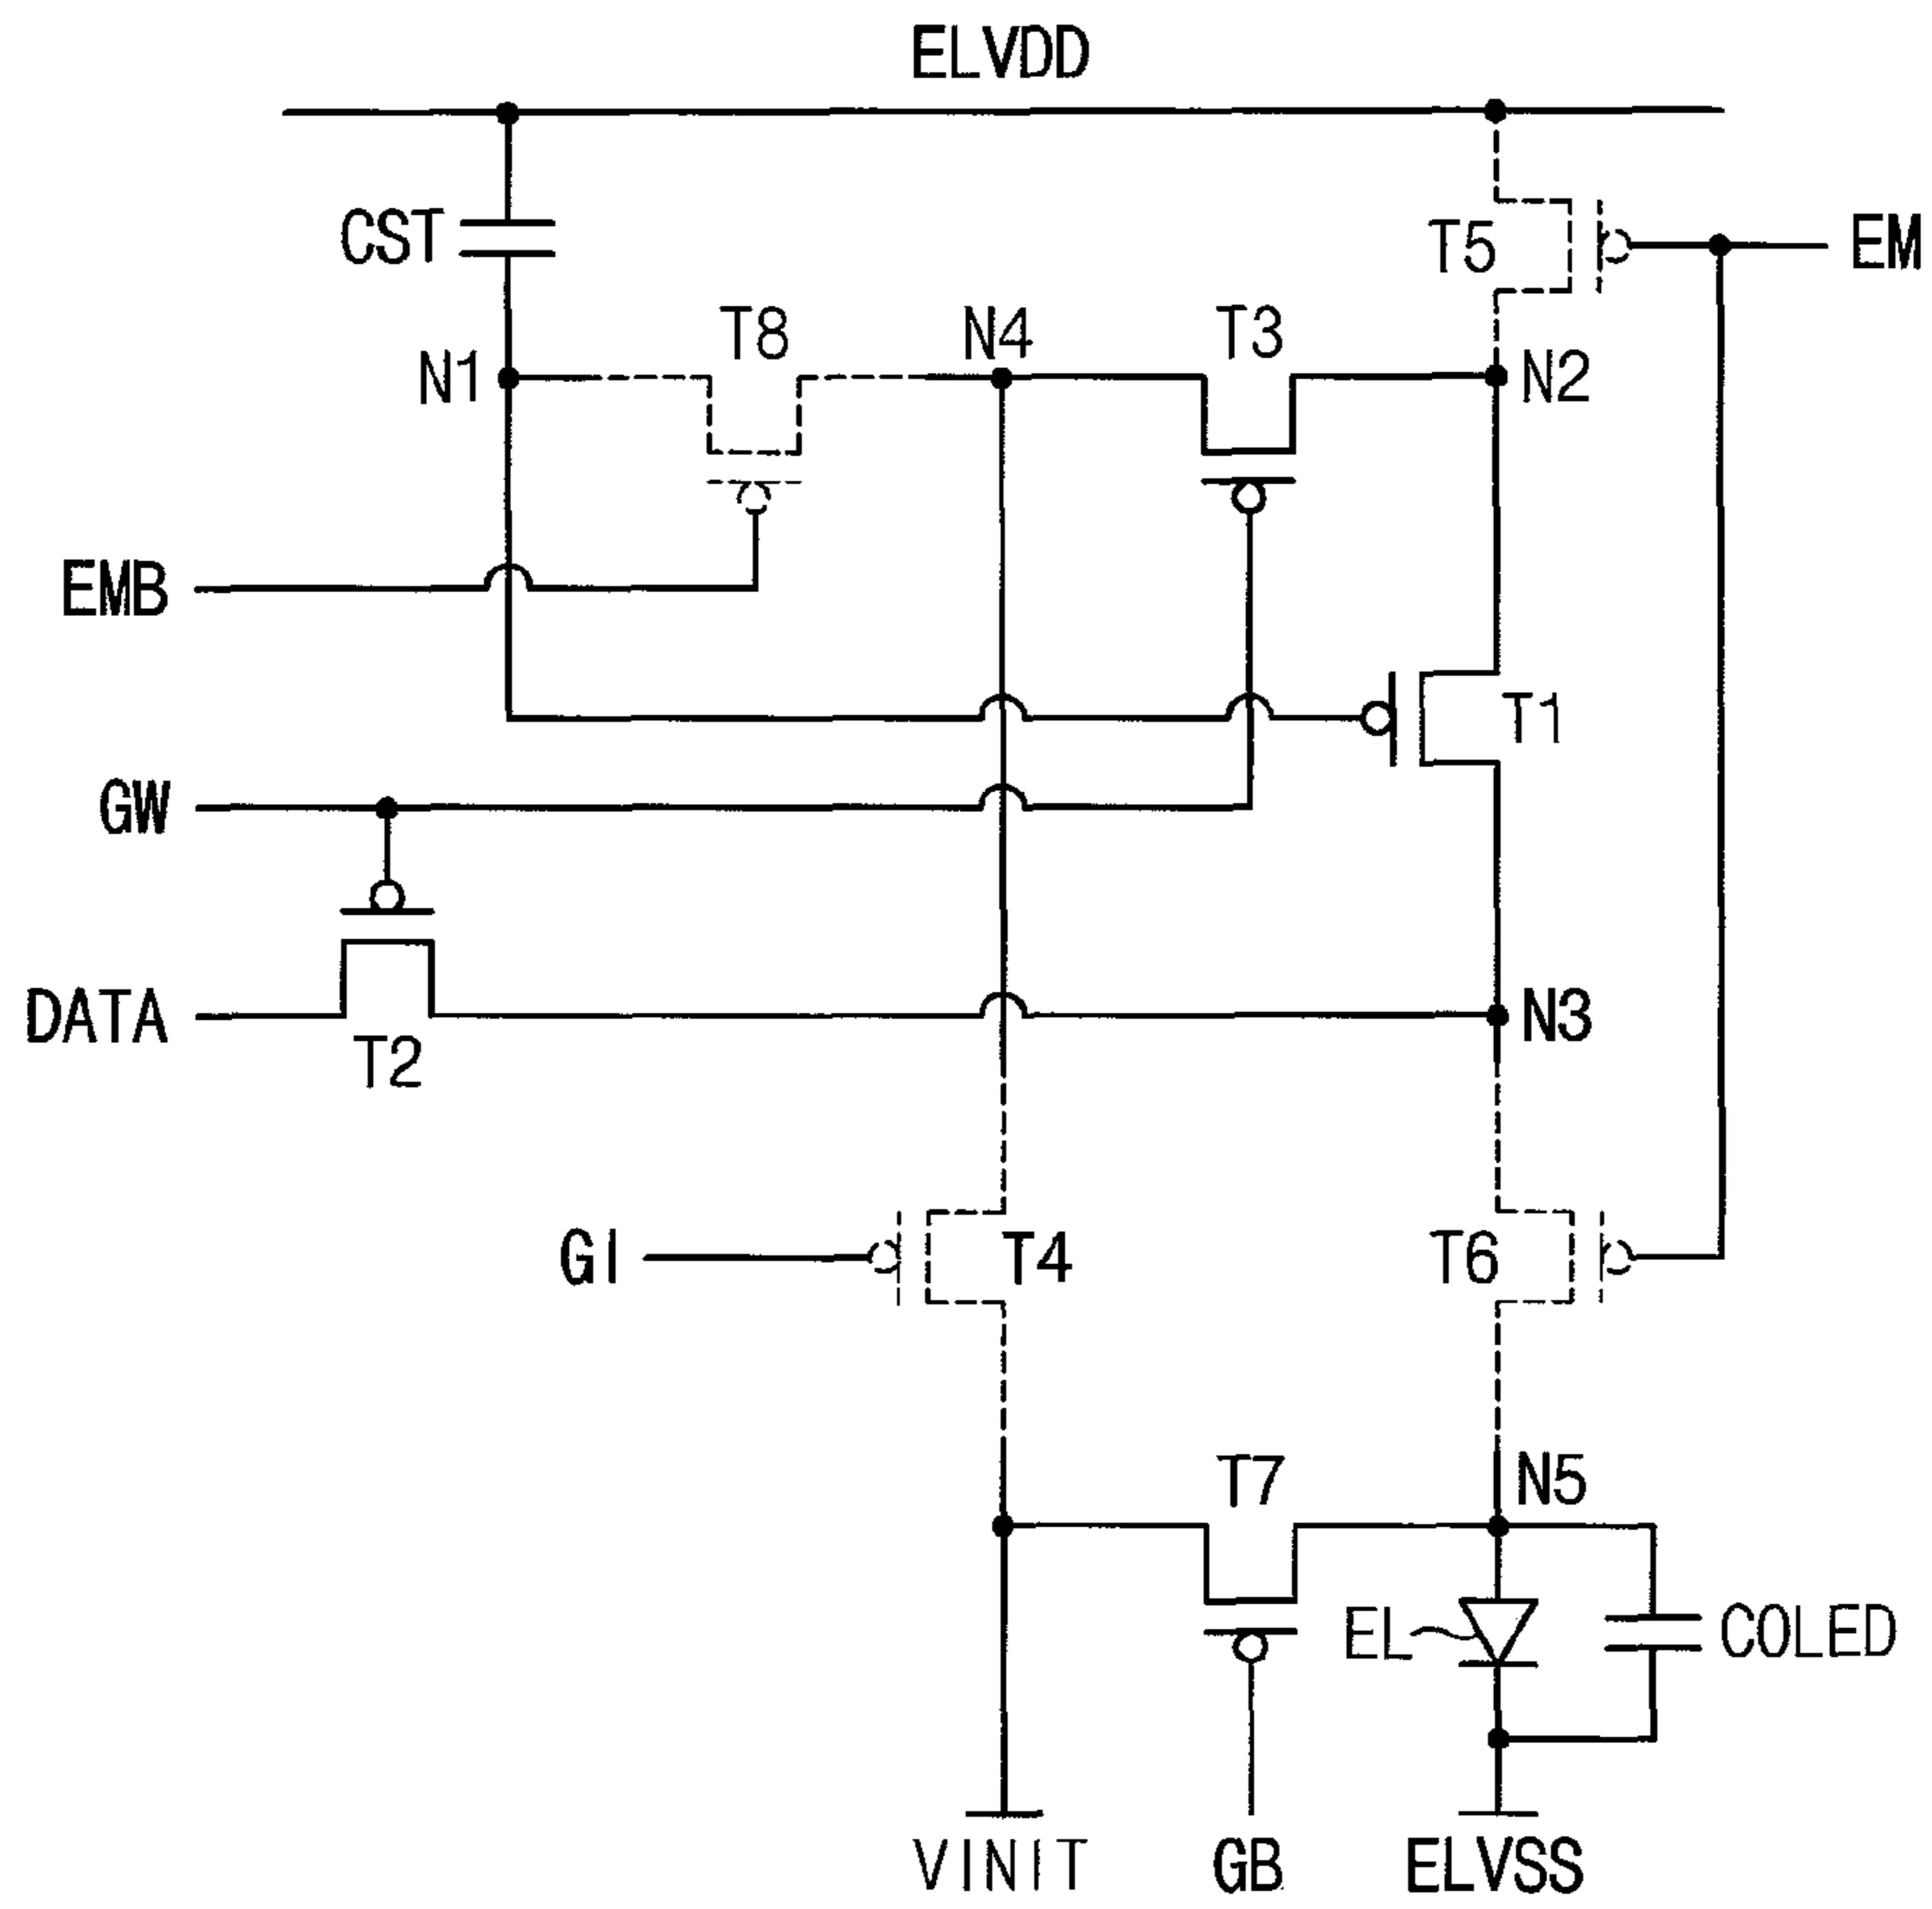 ELVDD
CST
T5
EM
N1
T8
N4
T3
N2
EMB
T1
GW
DATA
T2
N3
GI
T4
T6
T7
N5
EL
COLED
VINIT
GB
ELVSS